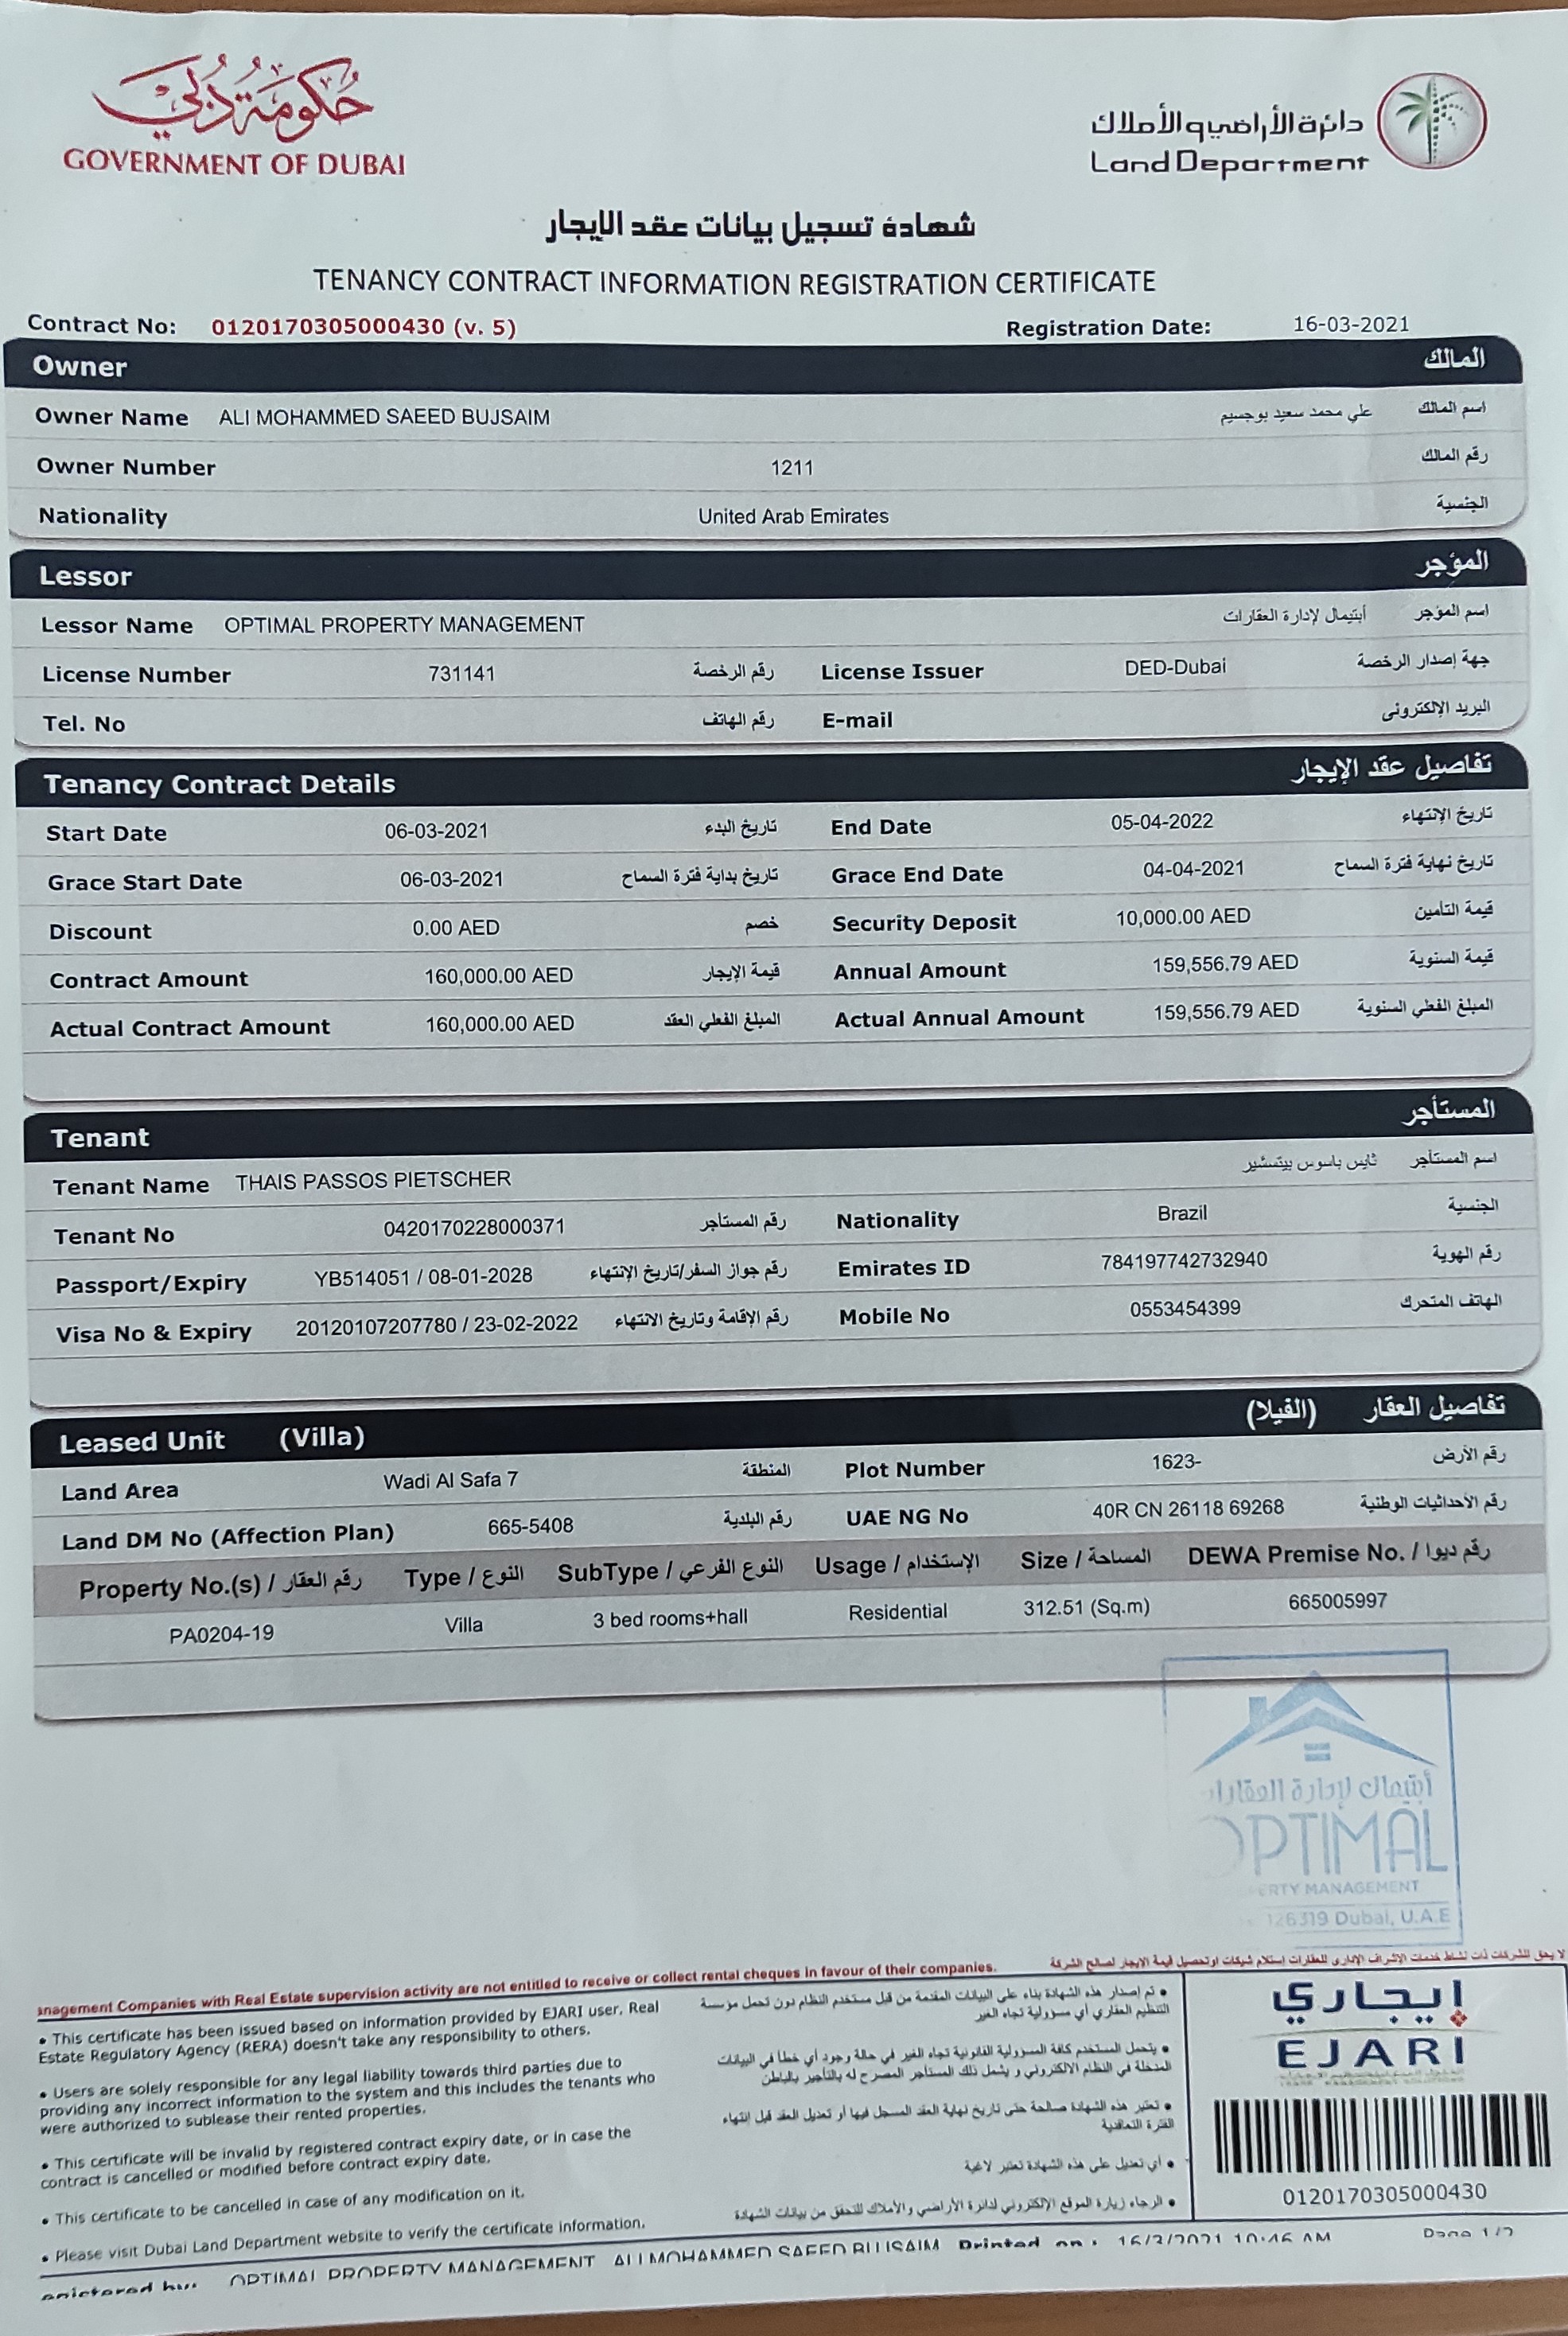 حكومة دبي
GOVERNMENT OF DUBAI
دائرة الأراضي والأملاك
Land Department
شهادة تسجيل بيانات عقد الإيجار
TENANCY CONTRACT INFORMATION REGISTRATION CERTIFICATE
Contract No: 0120170305000430 (v. 5) Registration Date: 16-03-2021
Owner المالك
Owner Name ALI MOHAMMED SAEED BUJSAIM علي محمد سعيد بوجسيم اسم المالك
Owner Number 1211 رقم المالك
Nationality United Arab Emirates الجنسية
Lessor المؤجر
Lessor Name OPTIMAL PROPERTY MANAGEMENT أبتيمال لإدارة العقارات اسم المؤجر
License Number 731141 رقم الرخصة License Issuer DED-Dubai جهة إصدار الرخصة
Tel. No رقم الهاتف E-mail البريد الإلكتروني
Tenancy Contract Details تفاصيل عقد الإيجار
Start Date 06-03-2021 تاريخ البدء End Date 05-04-2022 تاريخ الإنتهاء
Grace Start Date 06-03-2021 تاريخ بداية فترة السماح Grace End Date 04-04-2021 تاريخ نهاية فترة السماح
Discount 0.00 AED خصم Security Deposit 10,000.00 AED قيمة التأمين
Contract Amount 160,000.00 AED قيمة الإيجار Annual Amount 159,556.79 AED قيمة السنوية
Actual Contract Amount 160,000.00 AED المبلغ الفعلي العقد Actual Annual Amount 159,556.79 AED المبلغ الفعلي السنوية
Tenant المستأجر
Tenant Name THAIS PASSOS PIETSCHER ثايس باسوس بيتسشير اسم المستأجر
Tenant No 0420170228000371 رقم المستأجر Nationality Brazil الجنسية
Passport/Expiry YB514051 / 08-01-2028 رقم جواز السفر/تاريخ الإنتهاء Emirates ID 784197742732940 رقم الهوية
Visa No & Expiry 20120107207780 / 23-02-2022 رقم الإقامة وتاريخ الانتهاء Mobile No 0553454399 الهاتف المتحرك
Leased Unit (Villa) تفاصيل العقار (الفيلا)
Land Area Wadi Al Safa 7 المنطقة Plot Number 1623- رقم الأرض
Land DM No (Affection Plan) 665-5408 رقم البلدية UAE NG No 40R CN 26118 69268 رقم الأحداثيات الوطنية
Property No.(s) / رقم العقار Type / النوع SubType / النوع الفرعي Usage / الإستخدام Size / المساحة DEWA Premise No. / رقم ديوا
PA0204-19 Villa 3 bed rooms+hall Residential 312.51 (Sq.m) 665005997
أبتيمال لإدارة العقارات
OPTIMAL
ERTY MANAGEMENT
126319 Dubai, U.A.E
anagement Companies with Real Estate supervision activity are not entitled to receive or collect rental cheques in favour of their companies.
لا يحق للشركات ذات نشاط خدمات الإشراف الإداري للعقارات إستلام شيكات اوتحصيل قيمة الايجار لصالح الشركة
• This certificate has been issued based on information provided by EJARI user. Real
Estate Regulatory Agency (RERA) doesn't take any responsibility to others.
• Users are solely responsible for any legal liability towards third parties due to
providing any incorrect information to the system and this includes the tenants who
were authorized to sublease their rented properties.
• This certificate will be invalid by registered contract expiry date, or in case the
contract is cancelled or modified before contract expiry date.
• This certificate to be cancelled in case of any modification on it.
• Please visit Dubai Land Department website to verify the certificate information.
• تم إصدار هذه الشهادة بناء على البيانات المقدمة من قبل مستخدم النظام دون تحمل مؤسسة
التنظيم العقاري أي مسؤولية تجاه الغير
• يتحمل المستخدم كافة المسؤولية القانونية تجاه الغير في حالة وجود أي خطأ في البيانات
المدخلة في النظام الالكتروني و يشمل ذلك المستأجر المصرح له بالتأجير بالباطن
• تعتبر هذه الشهادة صالحة حتى تاريخ نهاية العقد المسجل فيها أو تعديل العقد قبل إنتهاء
الفترة التعاقدية
• أي تعديل على هذه الشهادة تعتبر لاغية
• الرجاء زيارة الموقع الإلكتروني لدائرة الأراضي والأملاك للتحقق من بيانات الشهادة
إيجاري
EJARI
0120170305000430
egistered by: OPTIMAL PROPERTY MANAGEMENT ALI MOHAMMED SAEED BUJSAIM Printed on : 16/3/2021 10:46 AM Page 1/2